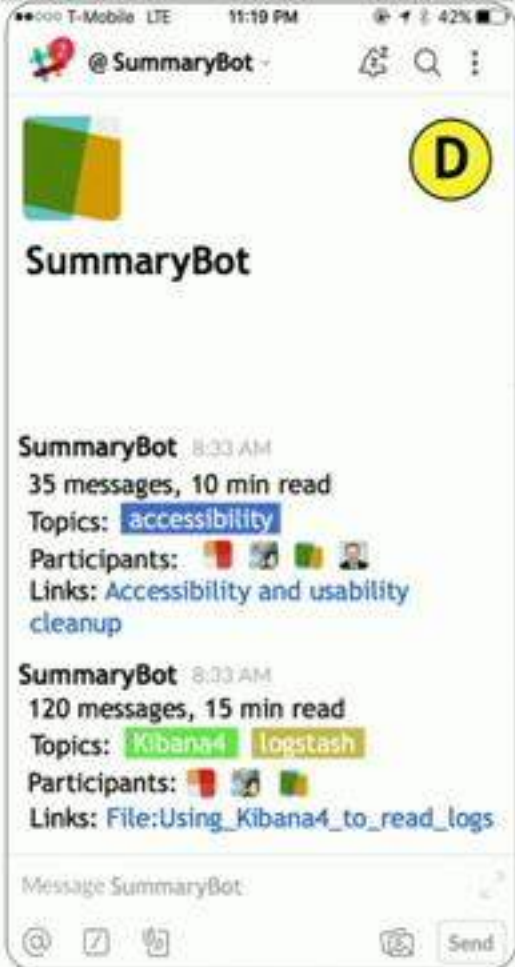 T-Mobile LTE 11:19 PM 42%
@ SummaryBot
D
SummaryBot
SummaryBot 8:33 AM
35 messages, 10 min read
Topics: accessibility
Participants:
Links: Accessibility and usability
cleanup
SummaryBot 8:33 AM
120 messages, 15 min read
Topics: Kibana4 logstash
Participants:
Links: File:Using_Kibana4_to_read_logs
Message SummaryBot
@ Send